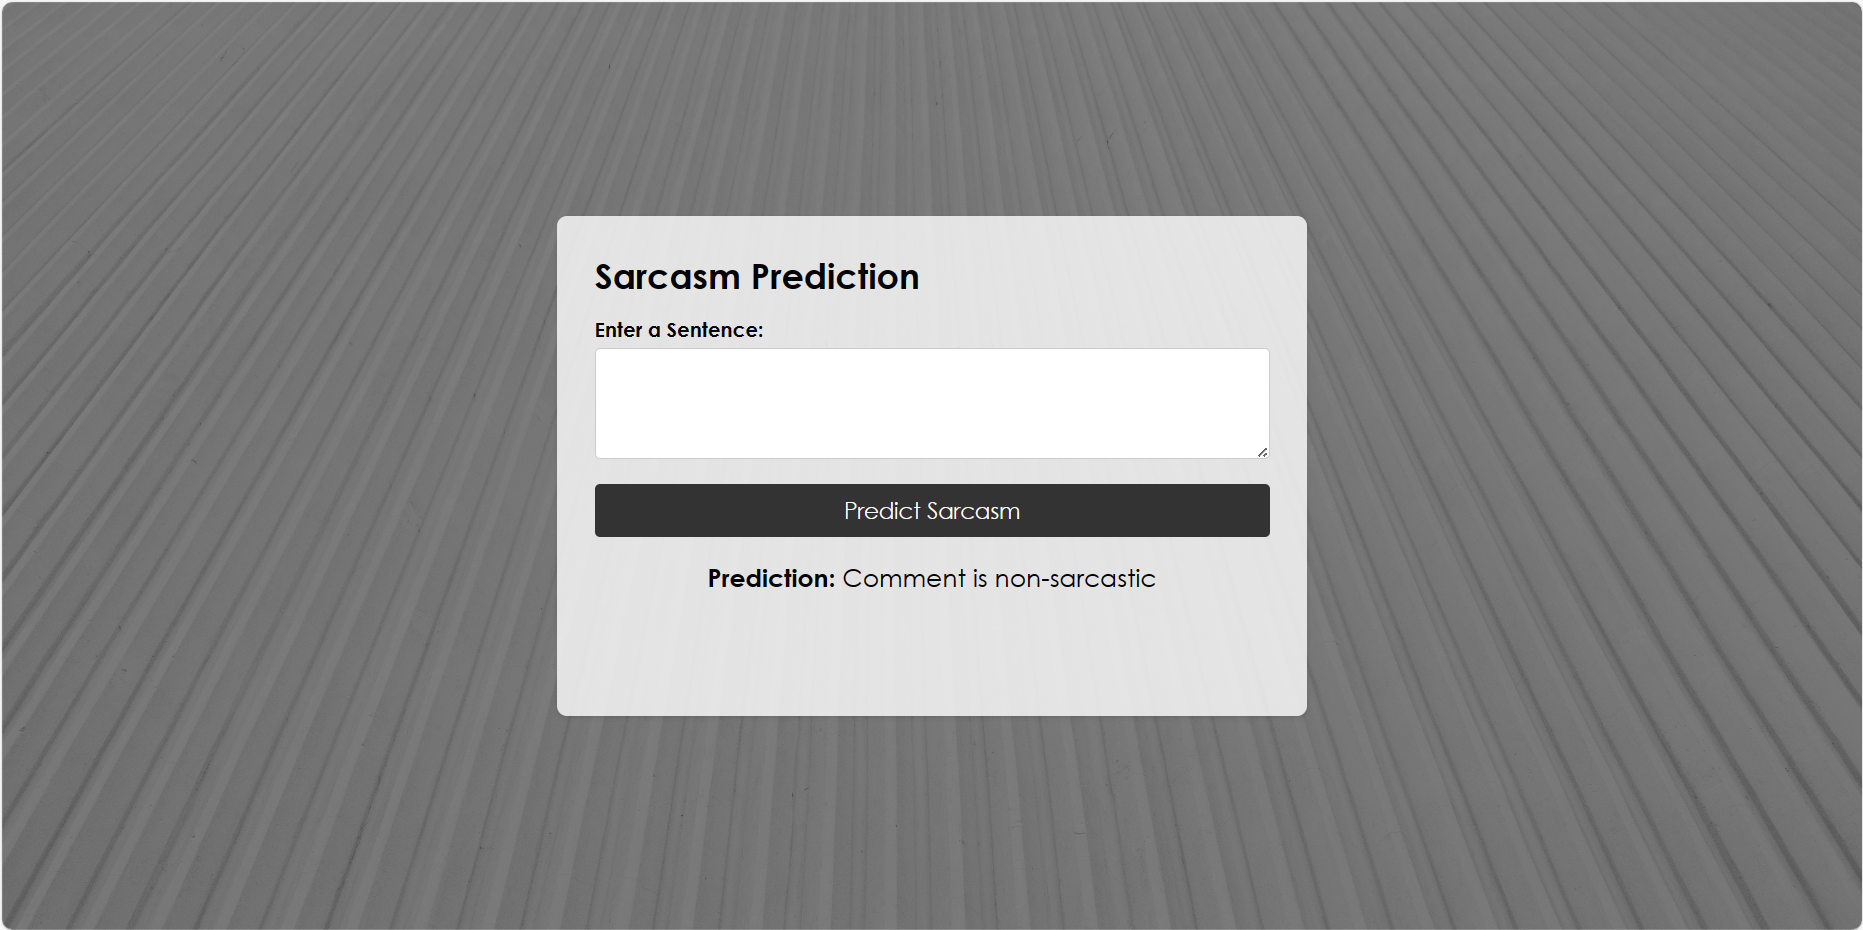 Sarcasm Prediction
Enter a Sentence:
Predict Sarcasm
Prediction: Comment is non-sarcastic